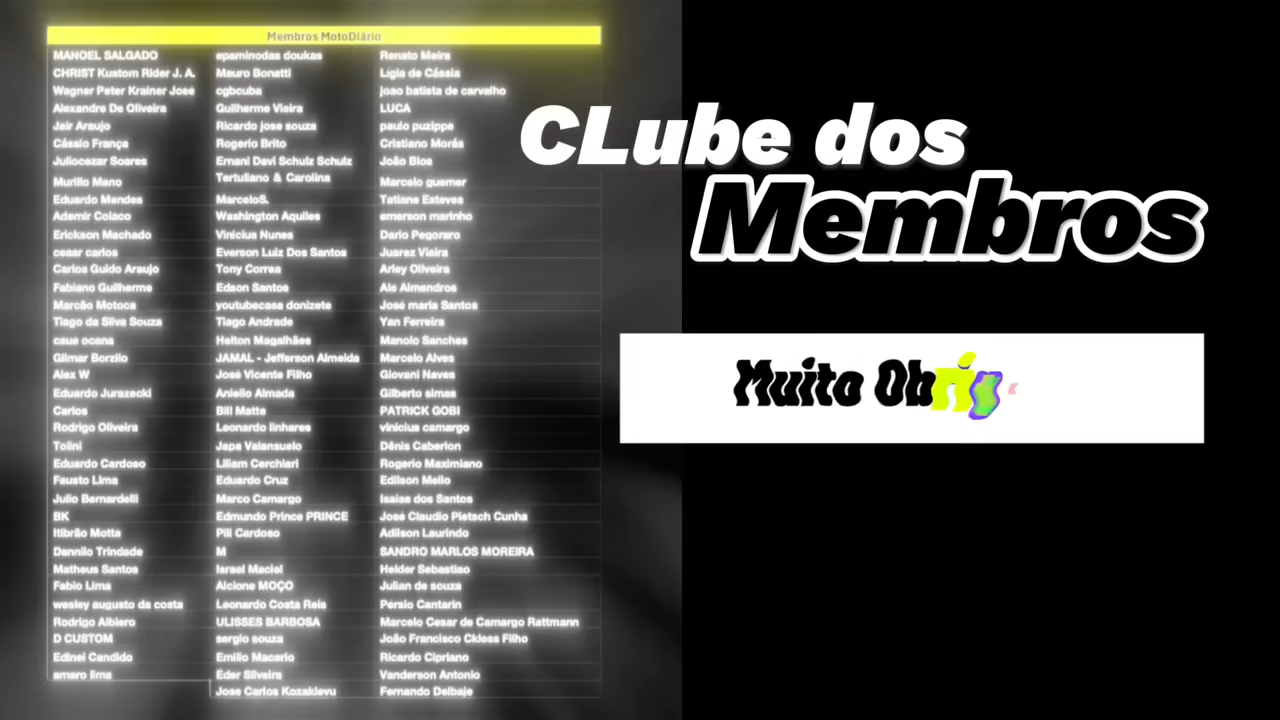 Membros MotoDiário
MANOEL SALGADO epaminodas doukas Renato Meira
CHRIST Kustom Rider J. A. Mauro Bonatti Lígia de Cássia
Wagner Peter Krainer José cgbcuba joao batista de carvalho
Alexandre De Oliveira Guilherme Vieira LUCA
Jair Araujo Ricardo jose souza paulo puzippe
Cássio França Rogerio Brito Cristiano Morás
Juliocezar Soares Ernani Davi Schulz Schulz João Blos
Murillo Mano Tertuliano & Carolina Marcelo guerner
Eduardo Mendes MarceloS. Tatiane Esteves
Ademir Colaco Washington Aquiles emerson marinho
Erickson Machado Vinicius Nunes Dario Pegoraro
cesar carlos Everson Luiz Dos Santos Juarez Vieira
Carlos Guido Araujo Tony Correa Arley Oliveira
Fabiano Guilherme Edson Santos Ale Almendros
Marcão Motoca youtubecasa donizete José maria Santos
Tiago da Silva Souza Tiago Andrade Yan Ferreira
caue ocana Helton Magalhães Manolo Sanches
Gilmar Borzilo JAMAL - Jefferson Almeida Marcelo Alves
Alex W José Vicente Filho Giovani Naves
Eduardo Jurazecki Aniello Almada Gilberto simas
Carlos Bill Matte PATRICK GOBI
Rodrigo Oliveira Leonardo linhares vinicius camargo
Tolini Japa Valansuelo Dênis Caberlon
Eduardo Cardoso Liliam Cerchiari Rogerio Maximiano
Fausto Lima Eduardo Cruz Edilson Mello
Julio Bernardelli Marco Camargo Isaias dos Santos
BK Edmundo Prince PRINCE José Claudio Pletsch Cunha
Itibrão Motta Pill Cardoso Adilson Laurindo
Dannilo Trindade M SANDRO MARLOS MOREIRA
Matheus Santos Israel Maciel Helder Sebastiao
Fabio Lima Alcione MOÇO Julian de souza
wesley augusto da costa Leonardo Costa Reis Persio Cantarin
Rodrigo Albiero ULISSES BARBOSA Marcelo Cesar de Camargo Rattmann
D CUSTOM sergio souza João Francisco Ckless Filho
Edinei Candido Emilio Macario Ricardo Cipriano
amaro lima Eder Silveira Vanderson Antonio
Jose Carlos Kozakievu Fernando Delbaje
CLube dos
Membros
Muito Obrig